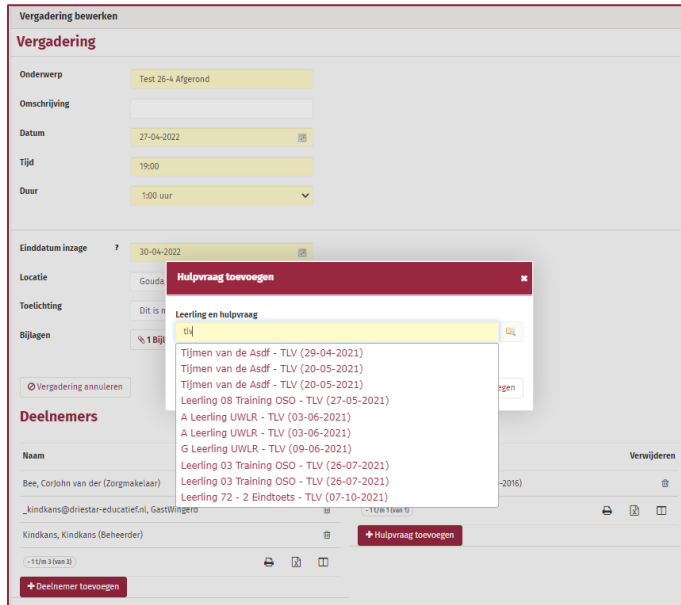 Vergadering bewerken
Vergadering
Onderwerp
Test 26-4 Afgerond
Omschrijving
Datum
27-04-2022
Tijd
19:00
Duur
1:00 uur
Einddatum inzage ?
30-04-2022
Locatie
Gouda
Toelichting
Dit is n
Bijlagen
1 Bijl
Hulpvraag toevoegen
Leerling en hulpvraag
tlv
Tijmen van de Asdf - TLV (29-04-2021)
Tijmen van de Asdf - TLV (20-05-2021)
Tijmen van de Asdf - TLV (20-05-2021)
Leerling 08 Training OSO - TLV (27-05-2021)
A Leerling UWLR - TLV (03-06-2021)
A Leerling UWLR - TLV (03-06-2021)
G Leerling UWLR - TLV (09-06-2021)
Leerling 03 Training OSO - TLV (26-07-2021)
Leerling 03 Training OSO - TLV (26-07-2021)
Leerling 72 - 2 Eindtoets - TLV (07-10-2021)
Vergadering annuleren
egen
Deelnemers
Naam
Verwijderen
Bee, CorJohn van der (Zorgmakelaar)
-2016)
_kindkans@driestar-educatief.nl, GastWingerd
- 1 t/m 1 (van 1)
Kindkans, Kindkans (Beheerder)
+ Hulpvraag toevoegen
- 1 t/m 3 (van 3)
+ Deelnemer toevoegen